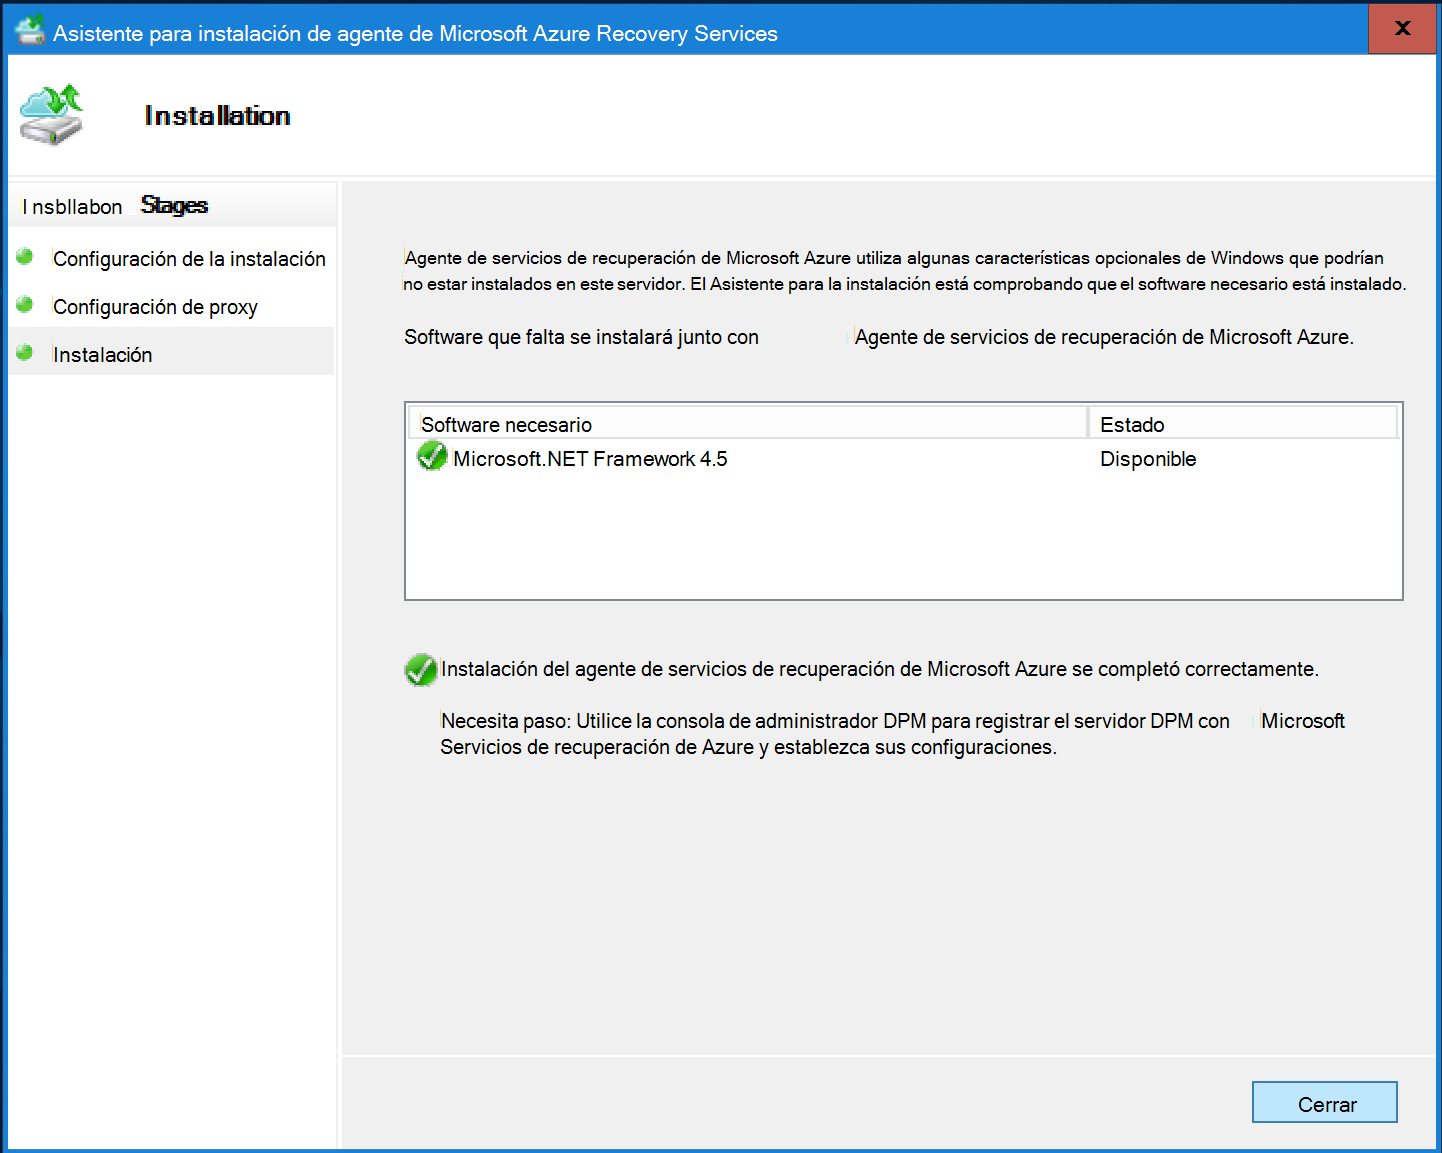 Asistente para instalación de agente de Microsoft Azure Recovery Services
X
Installation
Insbllabon Stages
Configuración de la instalación
Configuración de proxy
Instalación
Agente de servicios de recuperación de Microsoft Azure utiliza algunas características opcionales de Windows que podrían
no estar instalados en este servidor. El Asistente para la instalación está comprobando que el software necesario está instalado.
Software que falta se instalará junto con Agente de servicios de recuperación de Microsoft Azure.
Software necesario Estado
Microsoft.NET Framework 4.5 Disponible
Instalación del agente de servicios de recuperación de Microsoft Azure se completó correctamente.
Necesita paso: Utilice la consola de administrador DPM para registrar el servidor DPM con Microsoft
Servicios de recuperación de Azure y establezca sus configuraciones.
Cerrar